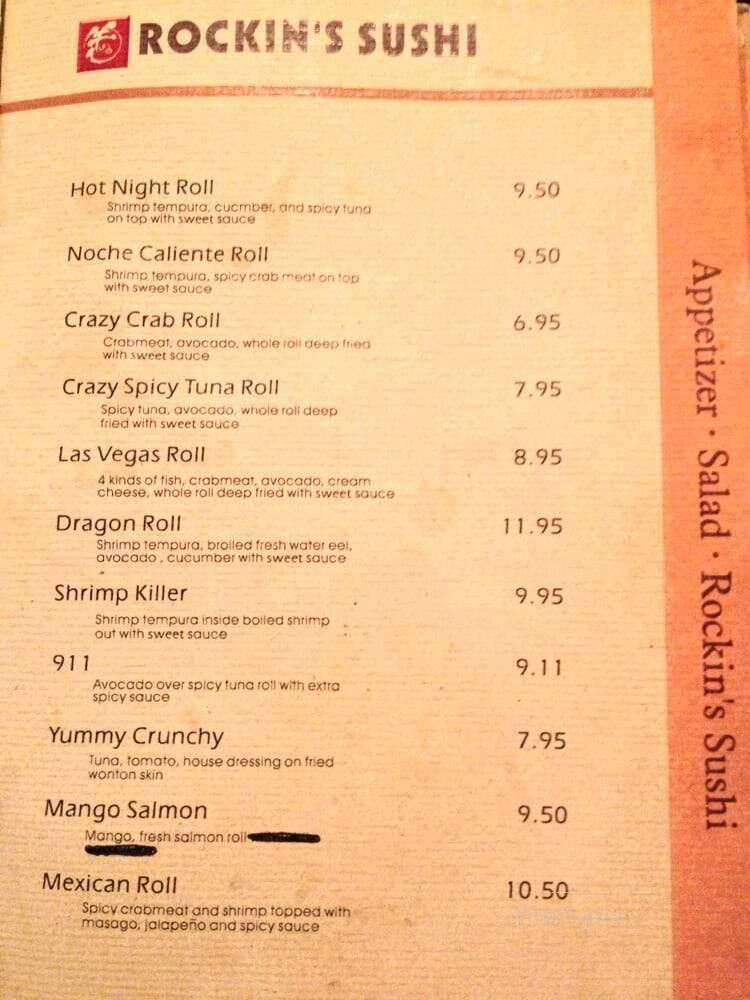 ROCKIN'S SUSHI
Hot Night Roll 9.50
Shrimp tempura, cucmber, and spicy tuna
on top with sweet sauce
Noche Caliente Roll 9.50
Shrimp tempura, spicy crab meat on top
with sweet sauce
Crazy Crab Roll 6.95
Crabmeat, avocado, whole roll deep fried
with sweet sauce
Crazy Spicy Tuna Roll 7.95
Spicy tuna, avocado, whole roll deep
fried with sweet sauce
Las Vegas Roll 8.95
4 kinds of fish, crabmeat, avocado, cream
cheese, whole roll deep fried with sweet sauce
Dragon Roll 11.95
Shrimp tempura, broiled fresh water eel,
avocado , cucumber with sweet sauce
Shrimp Killer 9.95
Shrimp tempura inside boiled shrimp
out with sweet sauce
911 9.11
Avocado over spicy tuna roll with extra
spicy sauce
Yummy Crunchy 7.95
Tuna, tomato, house dressing on fried
wonton skin
Mango Salmon 9.50
Mango, fresh salmon roll
Mexican Roll 10.50
Spicy crabmeat and shrimp topped with
masago, jalapeño and spicy sauce
Appetizer · Salad · Rockin's Sushi